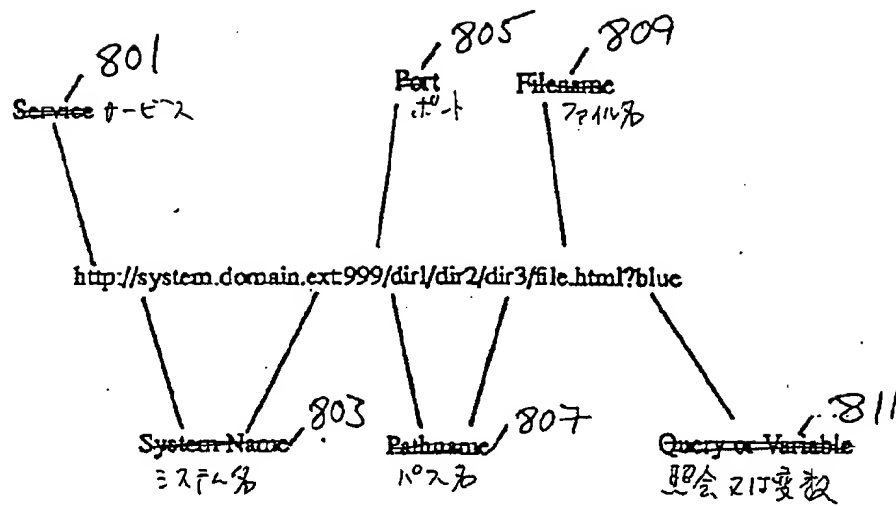 801
805
809
Service サービス
Port
ポート
Filename
ファイル名
http://system.domain.ext:999/dir1/dir2/dir3/file.html?blue
803
807
811
System Name
システム名
Pathname
パス名
Query or Variable
照会又は変数